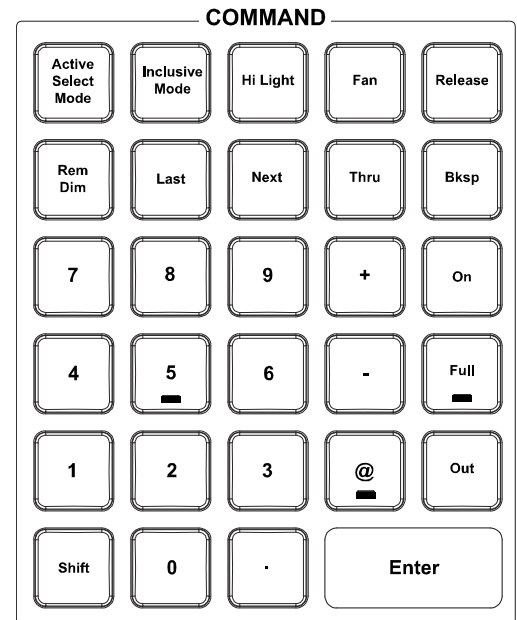 COMMAND
Active Select Mode
Inclusive Mode
Hi Light
Fan
Release
Rem Dim
Last
Next
Thru
Bksp
7
8
9
+
On
4
5
6
-
Full
1
2
3
@
Out
Shift
0
.
Enter